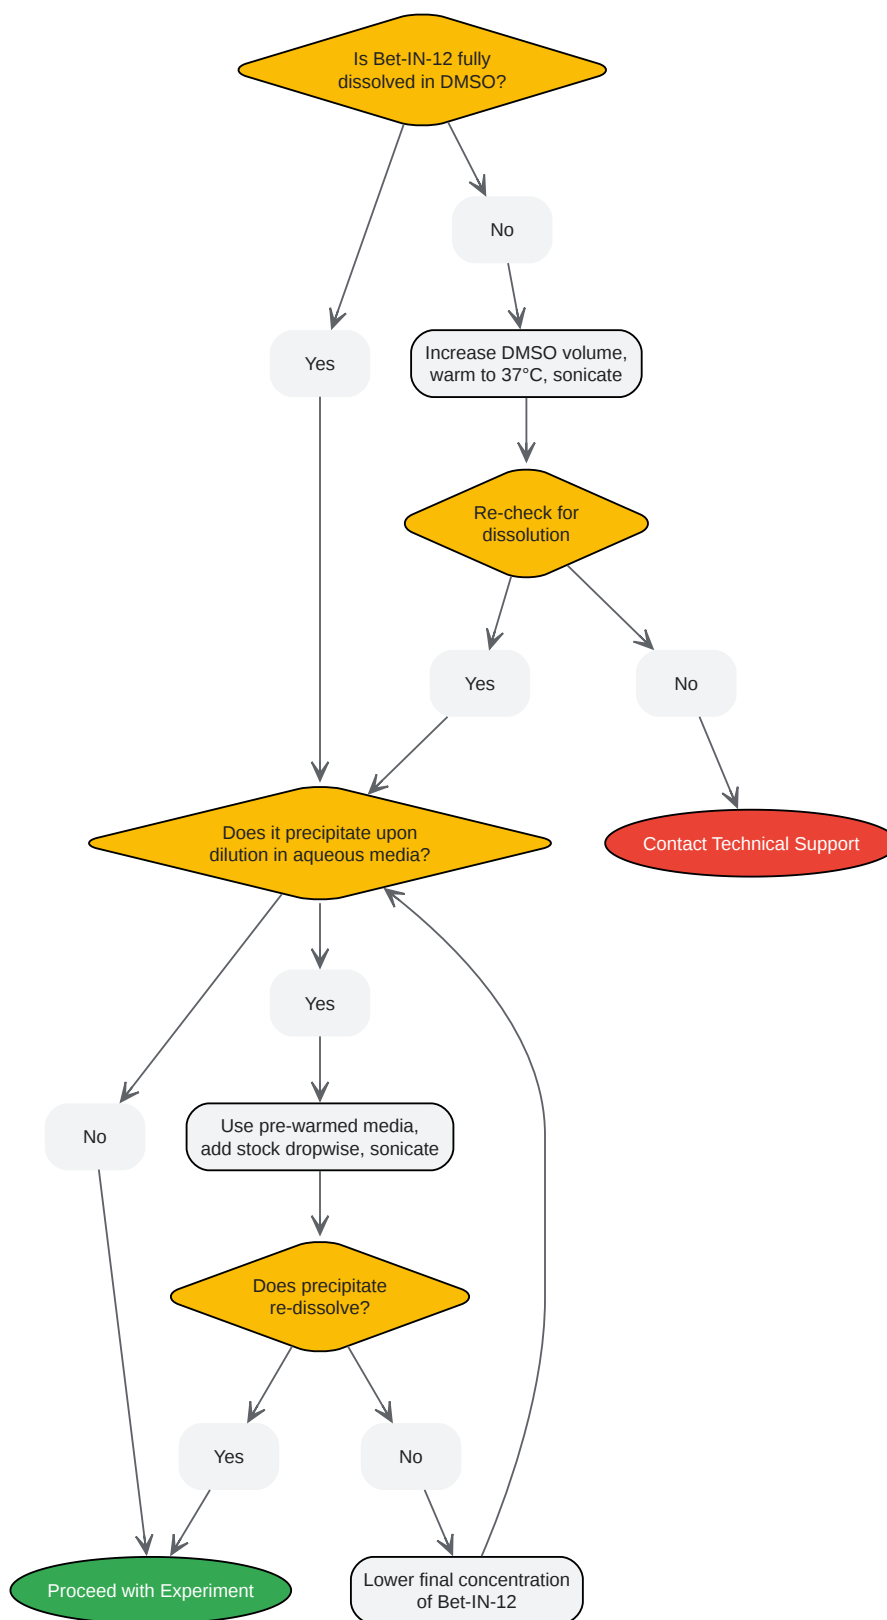 Is Bet-IN-12 fully
dissolved in DMSO?
No
Yes
Increase DMSO volume,
warm to 37°C, sonicate
Re-check for
dissolution
Yes
No
Does it precipitate upon
dilution in aqueous media?
Contact Technical Support
Yes
No
Use pre-warmed media,
add stock dropwise, sonicate
Does precipitate
re-dissolve?
Yes
No
Proceed with Experiment
Lower final concentration
of Bet-IN-12